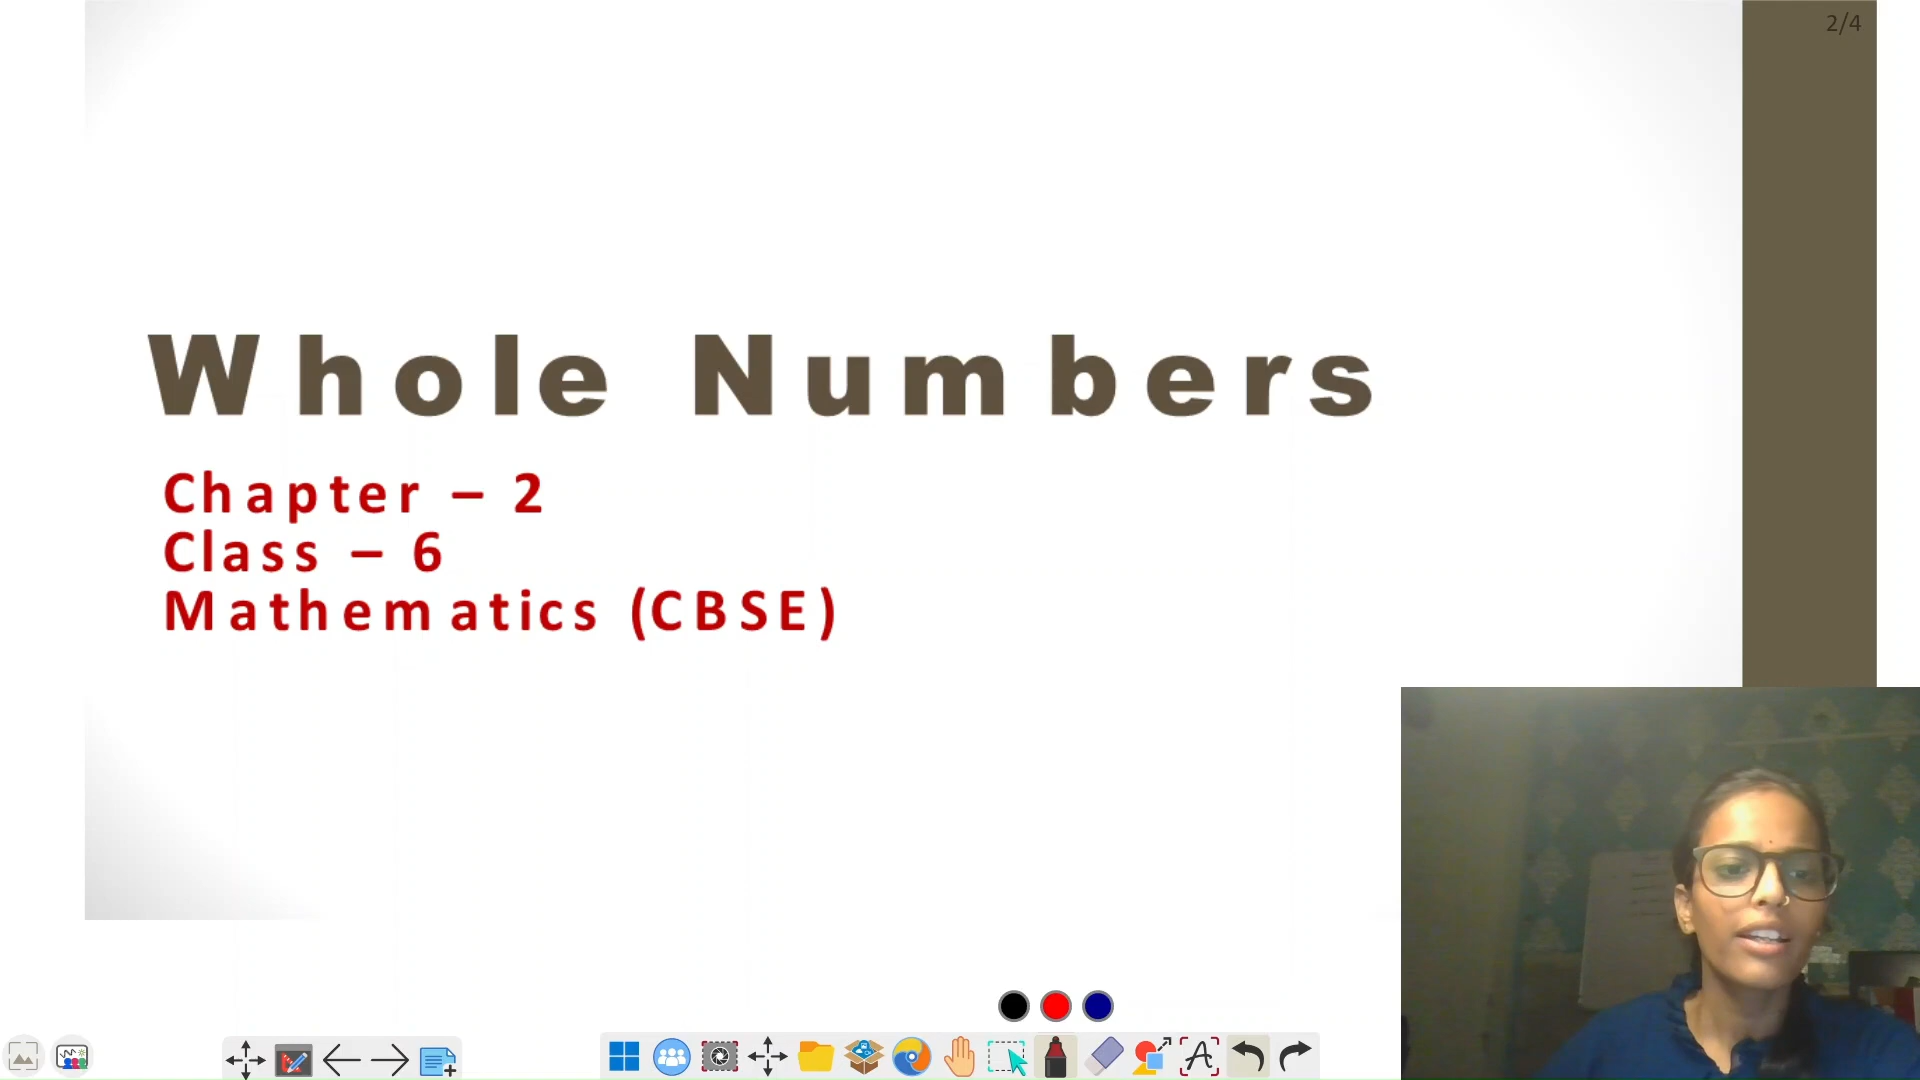 2/4
Whole Numbers
Chapter – 2
Class – 6
Mathematics (CBSE)